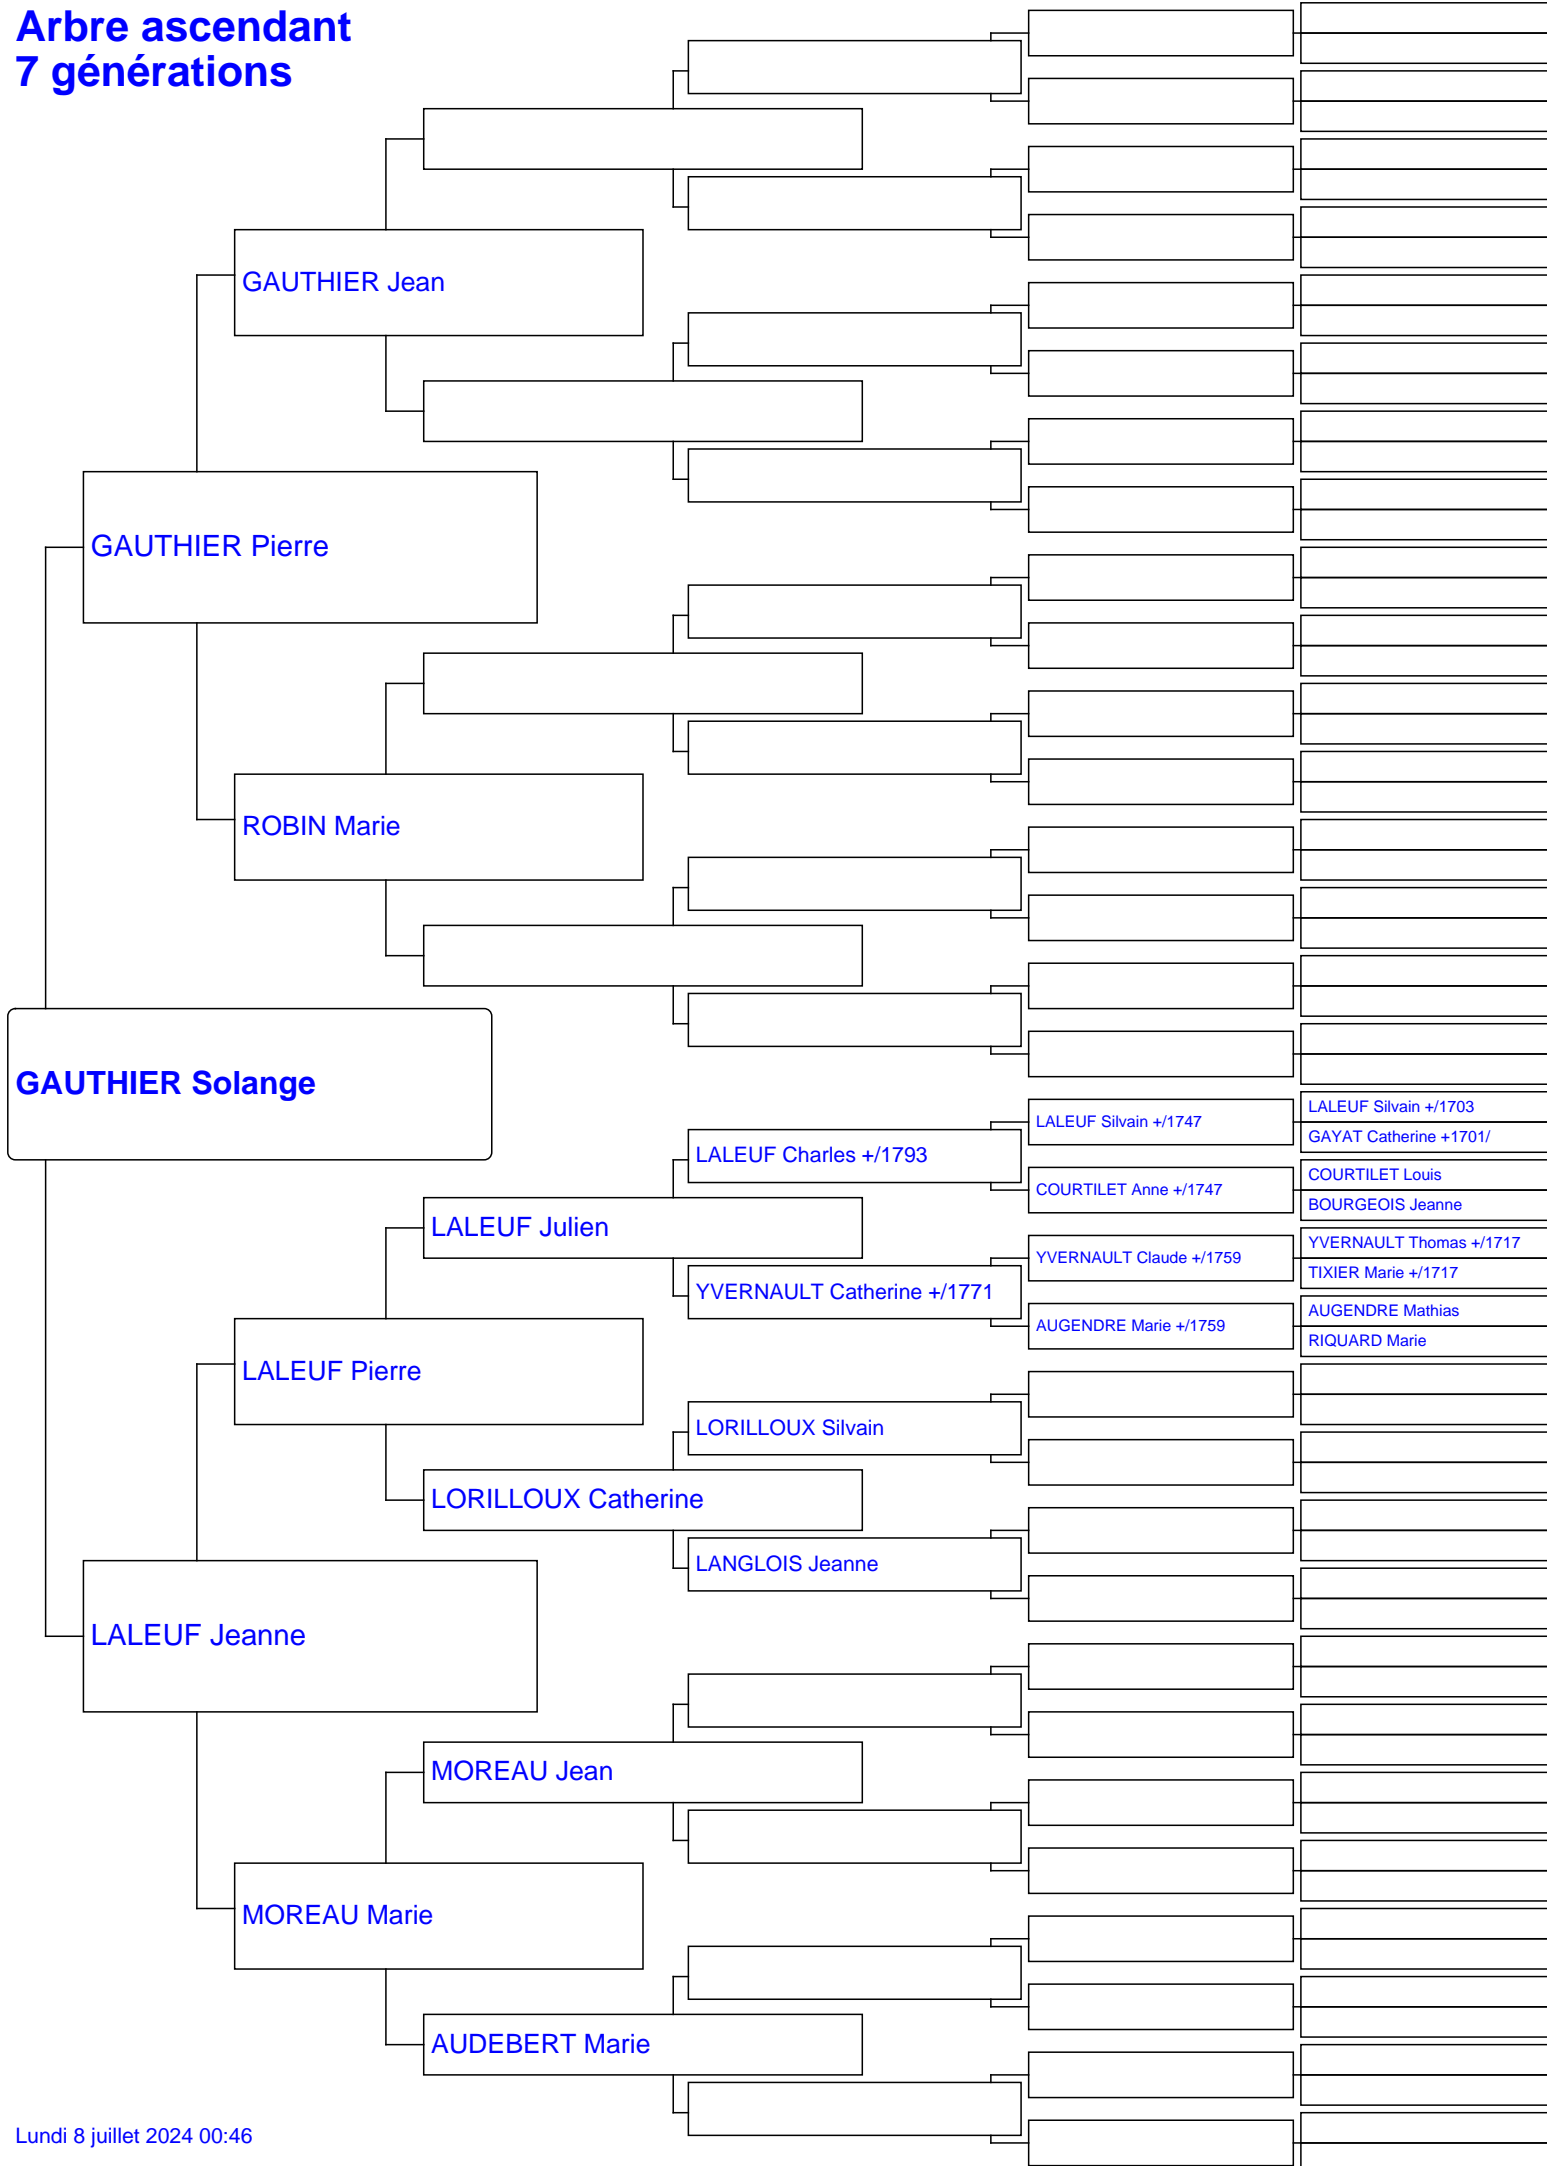 Arbre ascendant
7 générations
GAUTHIER Jean
GAUTHIER Pierre
ROBIN Marie
GAUTHIER Solange
LALEUF Silvain +/1703
LALEUF Silvain +/1747
GAYAT Catherine +1701/
LALEUF Charles +/1793
COURTILET Louis
COURTILET Anne +/1747
BOURGEOIS Jeanne
LALEUF Julien
YVERNAULT Thomas +/1717
YVERNAULT Claude +/1759
TIXIER Marie +/1717
YVERNAULT Catherine +/1771
AUGENDRE Mathias
AUGENDRE Marie +/1759
RIQUARD Marie
LALEUF Pierre
LORILLOUX Silvain
LORILLOUX Catherine
LANGLOIS Jeanne
LALEUF Jeanne
MOREAU Jean
MOREAU Marie
AUDEBERT Marie
Lundi 8 juillet 2024 00:46